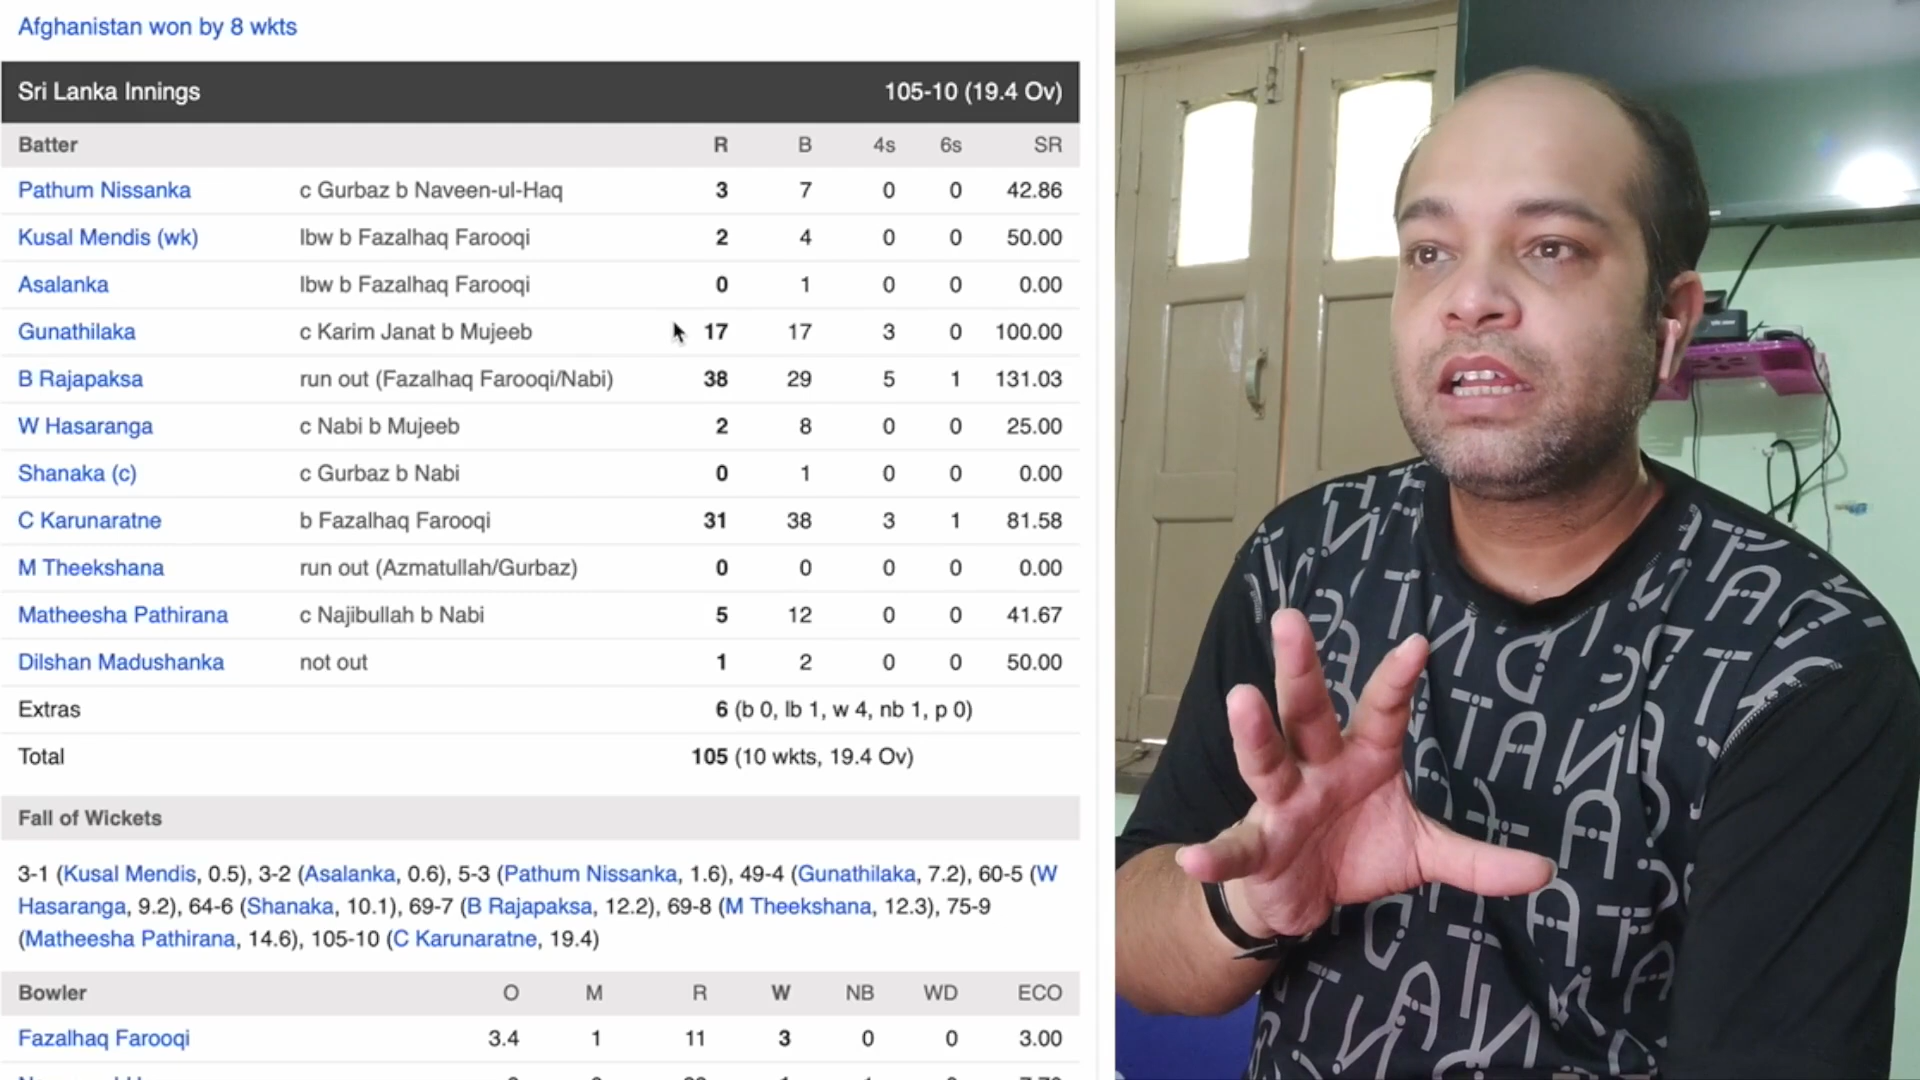 Afghanistan won by 8 wkts
Sri Lanka Innings 105-10 (19.4 Ov)
Batter R B 4s 6s SR
Pathum Nissanka c Gurbaz b Naveen-ul-Haq 3 7 0 0 42.86
Kusal Mendis (wk) lbw b Fazalhaq Farooqi 2 4 0 0 50.00
Asalanka lbw b Fazalhaq Farooqi 0 1 0 0 0.00
Gunathilaka c Karim Janat b Mujeeb 17 17 3 0 100.00
B Rajapaksa run out (Fazalhaq Farooqi/Nabi) 38 29 5 1 131.03
W Hasaranga c Nabi b Mujeeb 2 8 0 0 25.00
Shanaka (c) c Gurbaz b Nabi 0 1 0 0 0.00
C Karunaratne b Fazalhaq Farooqi 31 38 3 1 81.58
M Theekshana run out (Azmatullah/Gurbaz) 0 0 0 0 0.00
Matheesha Pathirana c Najibullah b Nabi 5 12 0 0 41.67
Dilshan Madushanka not out 1 2 0 0 50.00
Extras 6 (b 0, lb 1, w 4, nb 1, p 0)
Total 105 (10 wkts, 19.4 Ov)
Fall of Wickets
3-1 (Kusal Mendis, 0.5), 3-2 (Asalanka, 0.6), 5-3 (Pathum Nissanka, 1.6), 49-4 (Gunathilaka, 7.2), 60-5 (W
Hasaranga, 9.2), 64-6 (Shanaka, 10.1), 69-7 (B Rajapaksa, 12.2), 69-8 (M Theekshana, 12.3), 75-9
(Matheesha Pathirana, 14.6), 105-10 (C Karunaratne, 19.4)
Bowler O M R W NB WD ECO
Fazalhaq Farooqi 3.4 1 11 3 0 0 3.00